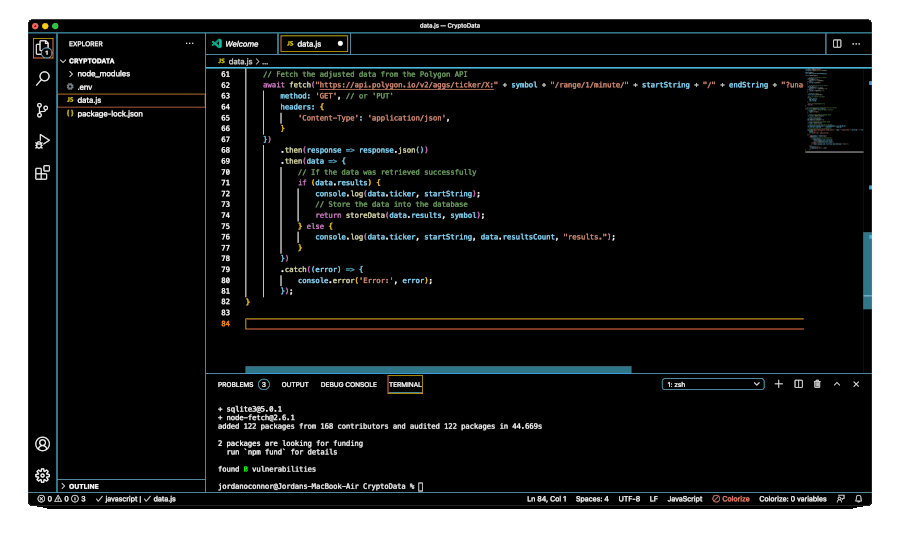 data.js — CryptoData
EXPLORER
Welcome
JS data.js
1
CRYPTODATA
node_modules
.env
JS data.js
{} package-lock.json
JS data.js > ...
61 // Fetch the adjusted data from the Polygon API
62 await fetch("https://api.polygon.io/v2/aggs/ticker/X:" + symbol + "/range/1/minute/" + startString + "/" + endString + "?una
63 method: 'GET', // or 'PUT'
64 headers: {
65 'Content-Type': 'application/json',
66 }
67 })
68 .then(response => response.json())
69 .then(data => {
70 // If the data was retrieved successfully
71 if (data.results) {
72 console.log(data.ticker, startString);
73 // Store the data into the database
74 return storeData(data.results, symbol);
75 } else {
76 console.log(data.ticker, startString, data.resultsCount, "results.");
77 }
78 })
79 .catch((error) => {
80 console.error('Error:', error);
81 });
82 }
83
84
PROBLEMS 3 OUTPUT DEBUG CONSOLE TERMINAL 1: zsh
+ sqlite3@5.0.1
+ node-fetch@2.6.1
added 122 packages from 168 contributors and audited 122 packages in 44.669s
2 packages are looking for funding
run `npm fund` for details
found 0 vulnerabilities
jordanoconnor@Jordans-MacBook-Air CryptoData %
OUTLINE
0 0 3 javascript | data.js Ln 84, Col 1 Spaces: 4 UTF-8 LF JavaScript Colorize Colorize: 0 variables